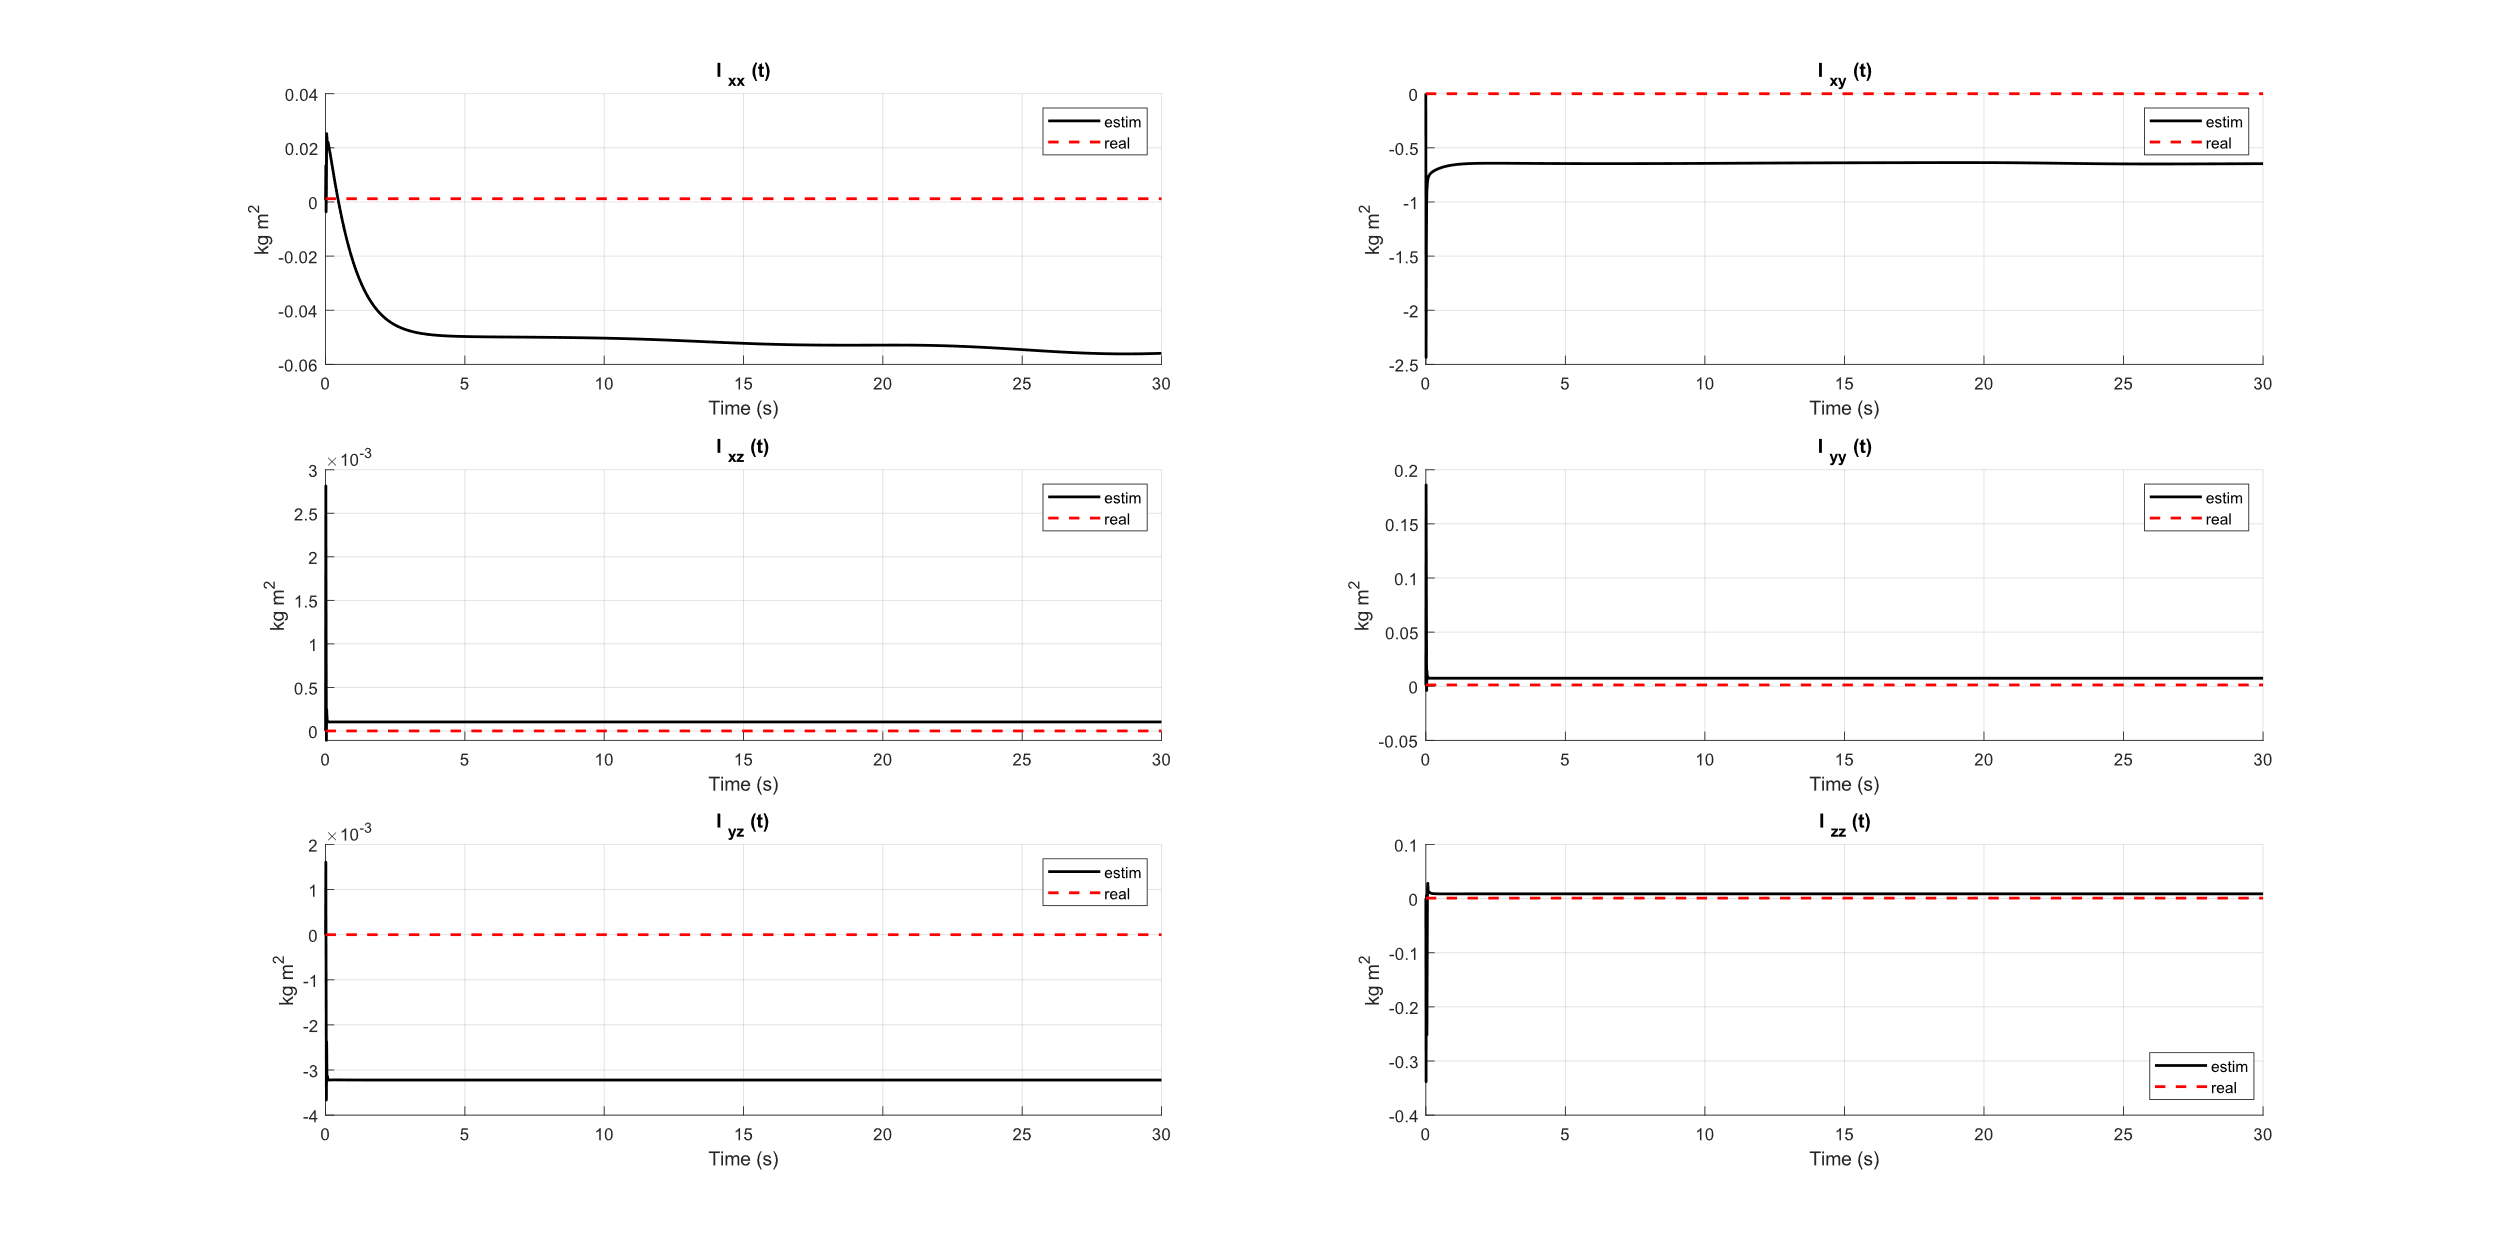 I xx (t)
0.04
0.02
0
-0.02
-0.04
-0.06
kg m2
0 5 10 15 20 25 30
Time (s)
estim
real
I xy (t)
0
-0.5
-1
-1.5
-2
-2.5
kg m2
0 5 10 15 20 25 30
Time (s)
estim
real
I xz (t)
×10-3
3
2.5
2
1.5
1
0.5
0
kg m2
0 5 10 15 20 25 30
Time (s)
estim
real
I yy (t)
0.2
0.15
0.1
0.05
0
-0.05
kg m2
0 5 10 15 20 25 30
Time (s)
estim
real
I yz (t)
×10-3
2
1
0
-1
-2
-3
-4
kg m2
0 5 10 15 20 25 30
Time (s)
estim
real
I zz (t)
0.1
0
-0.1
-0.2
-0.3
-0.4
kg m2
0 5 10 15 20 25 30
Time (s)
estim
real